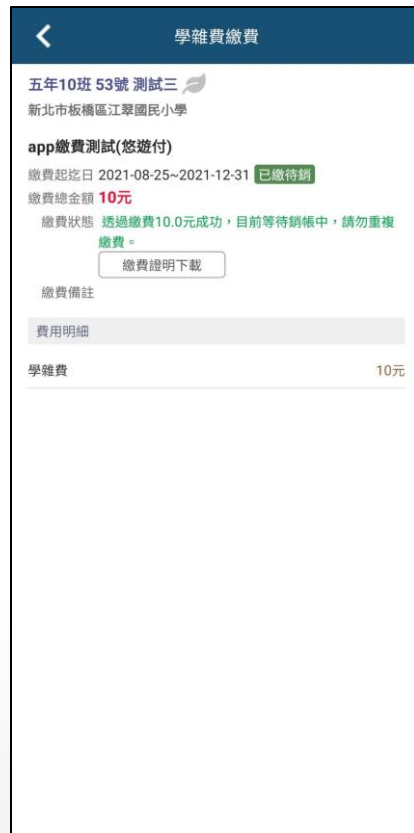 學雜費繳費
五年10班 53號 測試三
新北市板橋區江翠國民小學
app繳費測試(悠遊付)
繳費起迄日 2021-08-25~2021-12-31 已繳待銷
繳費總金額 10元
繳費狀態 透過繳費10.0元成功，目前等待銷帳中，請勿重複
繳費。
繳費證明下載
繳費備註
費用明細
學雜費 10元